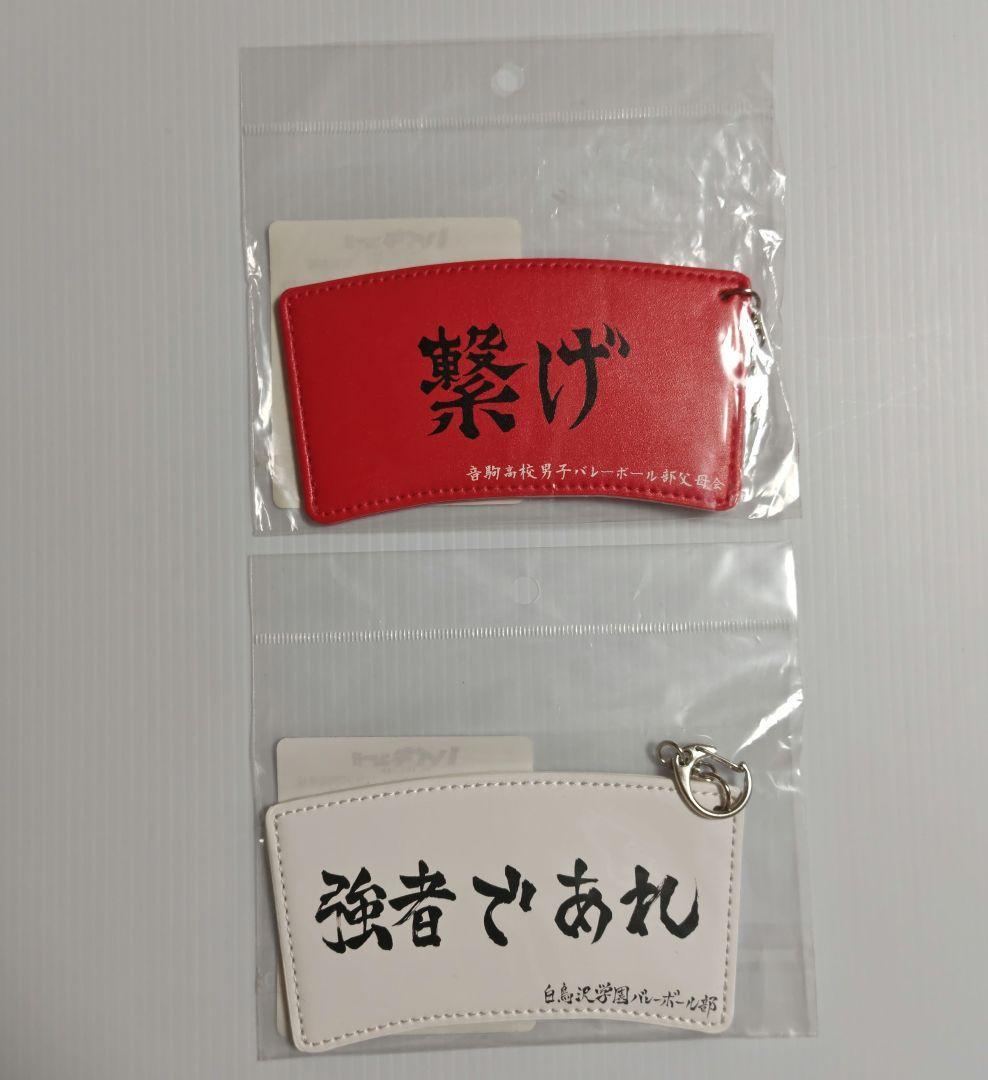 繋げ
音駒高校男子バレーボール部父母会
強者であれ
白鳥沢学園バレーボール部